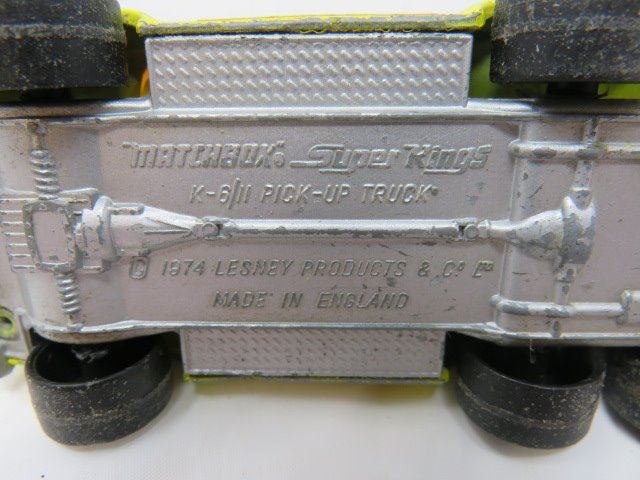 "MATCHBOX" Super Kings
K-6/11 PICK-UP TRUCK
© 1974 LESNEY PRODUCTS & Co LTD
MADE IN ENGLAND